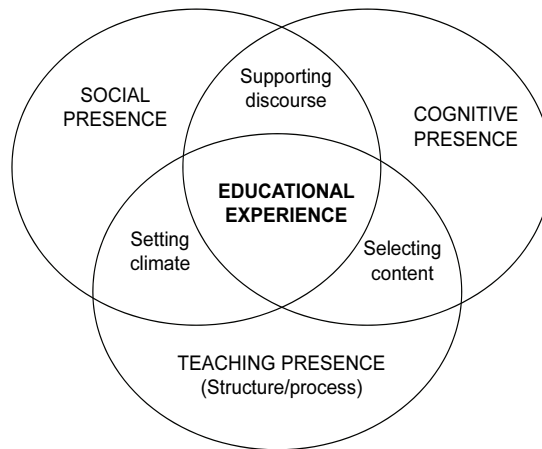 Supporting
discourse
SOCIAL
PRESENCE
COGNITIVE
PRESENCE
EDUCATIONAL
EXPERIENCE
Setting
climate
Selecting
content
TEACHING PRESENCE
(Structure/process)